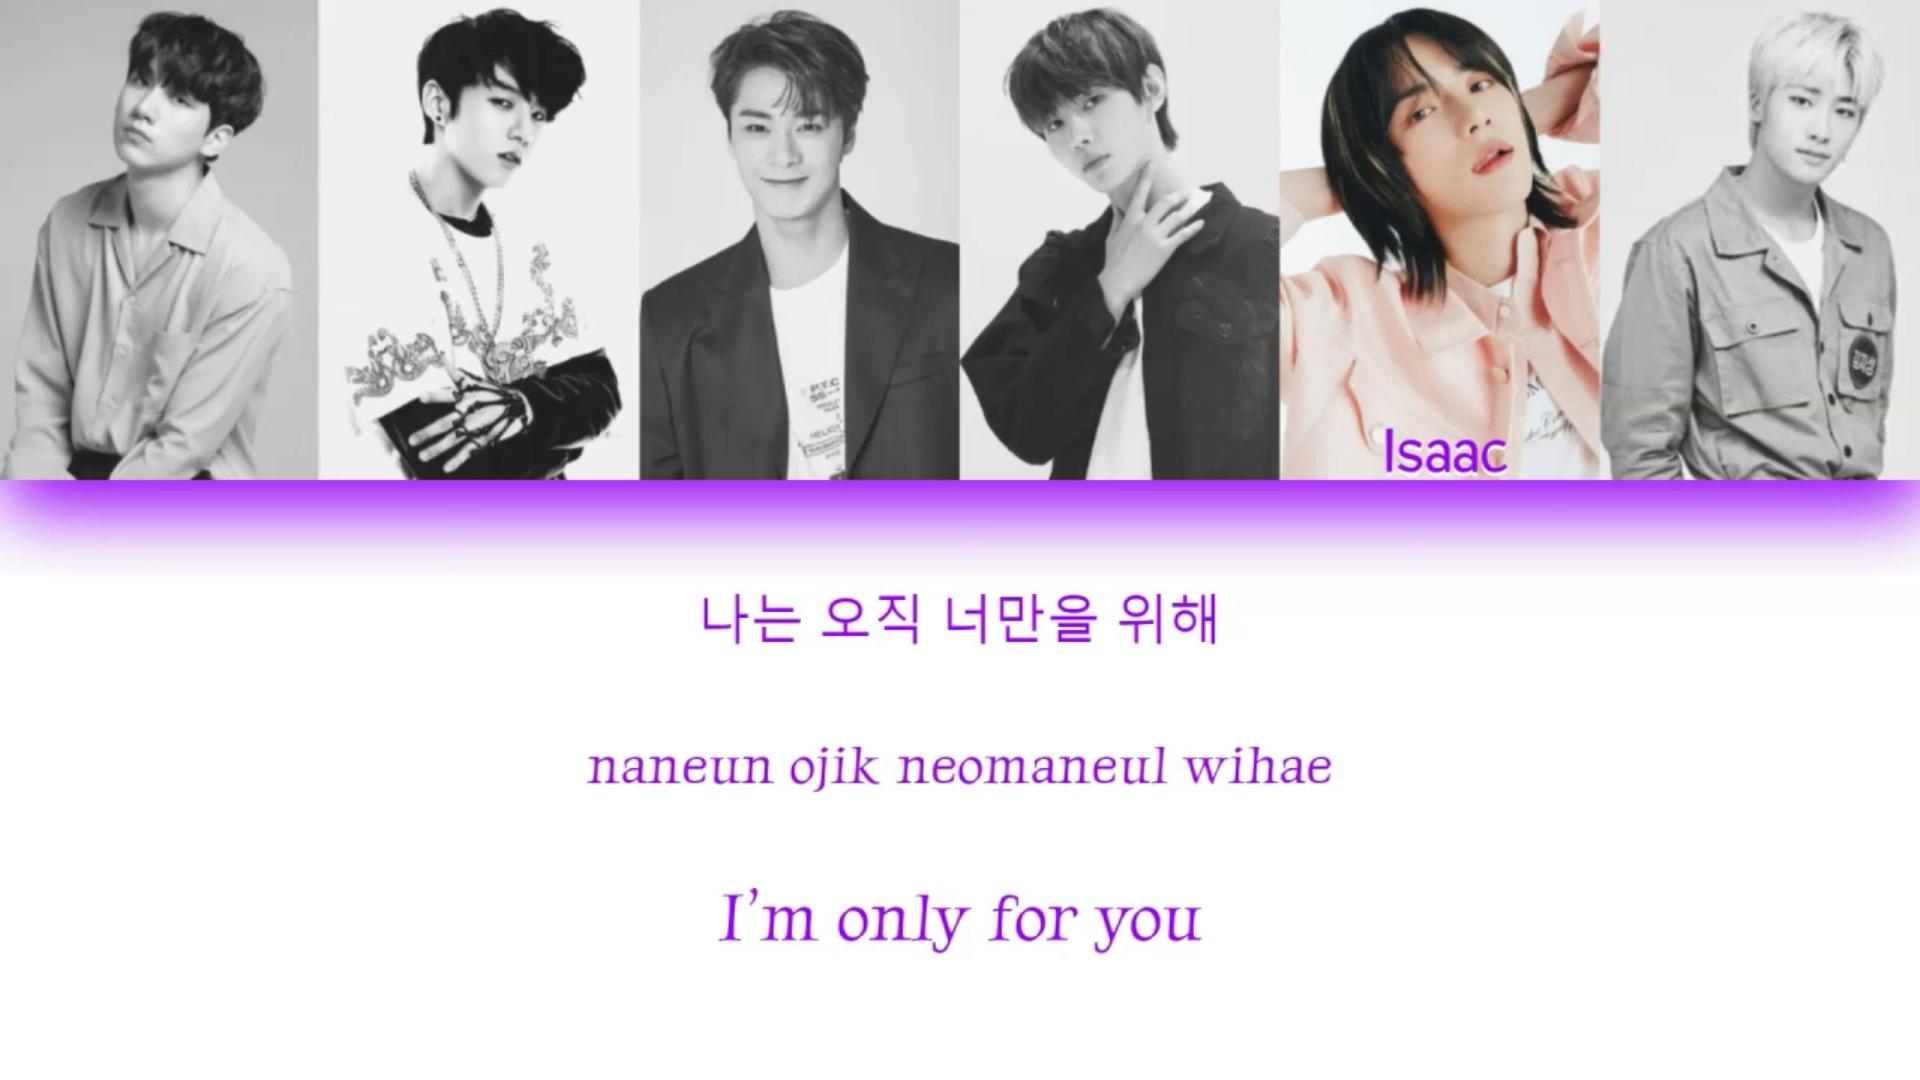 P.T.C
Isaac
나는 오직 너만을 위해
naneun ojik neomaneul wihae
I'm only for you